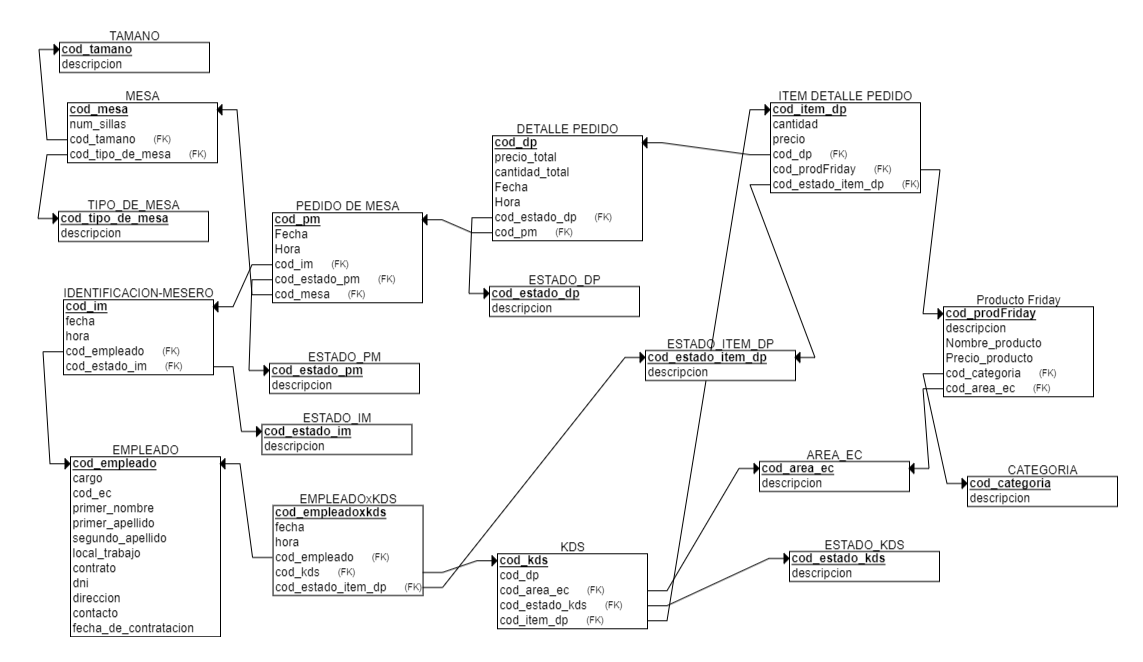 TAMANO
cod_tamano
descripcion
MESA
cod_mesa
num_sillas
cod_tamano (FK)
cod_tipo_de_mesa (FK)
TIPO_DE_MESA
cod_tipo_de_mesa
descripcion
IDENTIFICACION-MESERO
cod_im
fecha
hora
cod_empleado (FK)
cod_estado_im (FK)
EMPLEADO
cod_empleado
cargo
cod_ec
primer_nombre
primer_apellido
segundo_apellido
local_trabajo
contrato
dni
direccion
contacto
fecha_de_contratacion
PEDIDO DE MESA
cod_pm
Fecha
Hora
cod_im (FK)
cod_estado_pm (FK)
cod_mesa (FK)
ESTADO_PM
cod_estado_pm
descripcion
ESTADO_IM
cod_estado_im
descripcion
EMPLEADOxKDS
cod_empleadoxkds
fecha
hora
cod_empleado (FK)
cod_kds (FK)
cod_estado_item_dp (FK)
DETALLE PEDIDO
cod_dp
precio_total
cantidad_total
Fecha
Hora
cod_estado_dp (FK)
cod_pm (FK)
ESTADO_DP
cod_estado_dp
descripcion
ESTADO_ITEM_DP
cod_estado_item_dp
descripcion
KDS
cod_kds
cod_dp
cod_area_ec (FK)
cod_estado_kds (FK)
cod_item_dp (FK)
ITEM DETALLE PEDIDO
cod_item_dp
cantidad
precio
cod_dp (FK)
cod_prodFriday (FK)
cod_estado_item_dp (FK)
Producto Friday
cod_prodFriday
descripcion
Nombre_producto
Precio_producto
cod_categoria (FK)
cod_area_ec (FK)
AREA_EC
cod_area_ec
descripcion
CATEGORIA
cod_categoria
descripcion
ESTADO_KDS
cod_estado_kds
descripcion